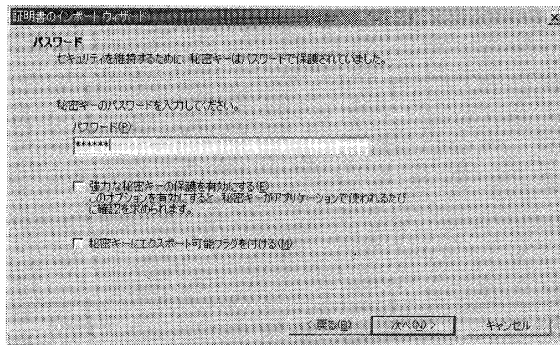 証明書のインポート ウィザード
パスワード
セキュリティを維持するために、秘密キーはパスワードで保護されていました。
秘密キーのパスワードを入力してください。
パスワード(P):
******
強力な秘密キーの保護を有効にする(E)
このオプションを有効にすると、秘密キーがアプリケーションで使われるたび
に確認を求められます。
秘密キーにエクスポート可能フラグを付ける(M)
< 戻る(B)
次へ(N) >
キャンセル